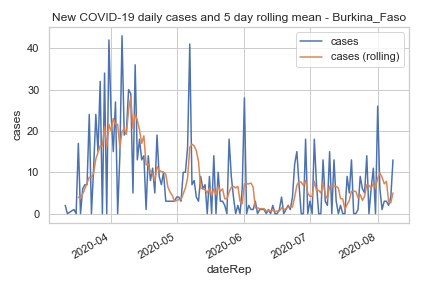 New COVID-19 daily cases and 5 day rolling mean - Burkina_Faso
cases
cases (rolling)
40
30
20
10
0
cases
2020-04
2020-05
2020-06
2020-07
2020-08
dateRep